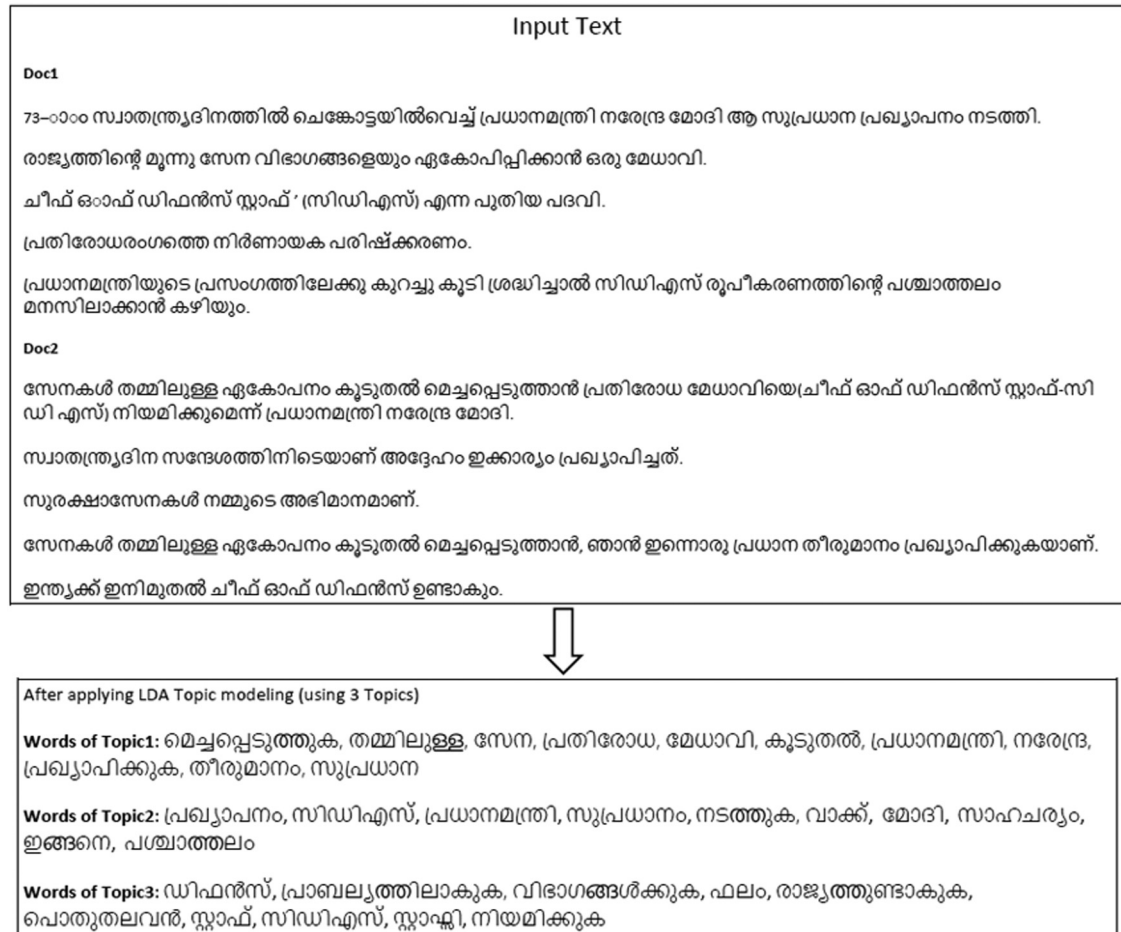 Input Text
Doc1
73–ാാം സ്വാതന്ത്ര്യദിനത്തിൽ ചെങ്കോട്ടയിൽവെച്ച് പ്രധാനമന്ത്രി നരേന്ദ്ര മോദി ആ സുപ്രധാന പ്രഖ്യാപനം നടത്തി.
രാജ്യത്തിന്റെ മൂന്നു സേന വിഭാഗങ്ങളെയും ഏകോപിപ്പിക്കാൻ ഒരു മേധാവി.
ചീഫ് ഒാഫ് ഡിഫൻസ് സ്റ്റാഫ് ’ (സിഡിഎസ്) എന്ന പുതിയ പദവി.
പ്രതിരോധരംഗത്തെ നിർണായക പരിഷ്ക്കരണം.
പ്രധാനമന്ത്രിയുടെ പ്രസംഗത്തിലേക്കു കുറച്ചു കൂടി ശ്രദ്ധിച്ചാൽ സിഡിഎസ് രൂപീകരണത്തിന്റെ പശ്ചാത്തലം
മനസിലാക്കാൻ കഴിയും.
Doc2
സേനകൾ തമ്മിലുള്ള ഏകോപനം കൂടുതൽ മെച്ചപ്പെടുത്താൻ പ്രതിരോധ മേധാവിയെ(ചീഫ് ഓഫ് ഡിഫൻസ് സ്റ്റാഫ്-സി
ഡി എസ്) നിയമിക്കുമെന്ന് പ്രധാനമന്ത്രി നരേന്ദ്ര മോദി.
സ്വാതന്ത്ര്യദിന സന്ദേശത്തിനിടെയാണ് അദ്ദേഹം ഇക്കാര്യം പ്രഖ്യാപിച്ചത്.
സുരക്ഷാസേനകൾ നമ്മുടെ അഭിമാനമാണ്.
സേനകൾ തമ്മിലുള്ള ഏകോപനം കൂടുതൽ മെച്ചപ്പെടുത്താൻ, ഞാൻ ഇന്നൊരു പ്രധാന തീരുമാനം പ്രഖ്യാപിക്കുകയാണ്.
ഇന്ത്യക്ക് ഇനിമുതൽ ചീഫ് ഓഫ് ഡിഫൻസ് ഉണ്ടാകും.
After applying LDA Topic modeling (using 3 Topics)
Words of Topic1: മെച്ചപ്പെടുത്തുക, തമ്മിലുള്ള, സേന, പ്രതിരോധ, മേധാവി, കൂടുതൽ, പ്രധാനമന്ത്രി, നരേന്ദ്ര,
പ്രഖ്യാപിക്കുക, തീരുമാനം, സുപ്രധാന
Words of Topic2: പ്രഖ്യാപനം, സിഡിഎസ്, പ്രധാനമന്ത്രി, സുപ്രധാനം, നടത്തുക, വാക്ക്, മോദി, സാഹചര്യം,
ഇങ്ങനെ, പശ്ചാത്തലം
Words of Topic3: ഡിഫൻസ്, പ്രാബല്യത്തിലാകുക, വിഭാഗങ്ങൾക്കുക, ഫലം, രാജ്യത്തുണ്ടാകുക,
പൊതുതലവൻ, സ്റ്റാഫ്, സിഡിഎസ്, സ്റ്റാഫ്സി, നിയമിക്കുക